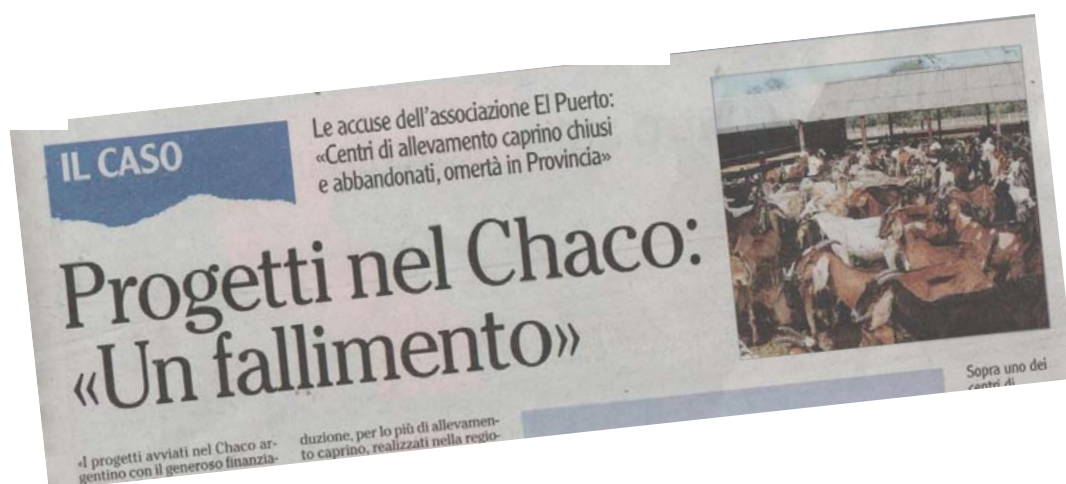 IL CASO
Le accuse dell'associazione El Puerto:
«Centri di allevamento caprino chiusi
e abbandonati, omertà in Provincia»
Progetti nel Chaco:
«Un fallimento»
«I progetti avviati nel Chaco ar-
gentino con il generoso finanzia-
duzione, per lo più di allevamen-
to caprino, realizzati nella regio-
Sopra uno dei
centri di